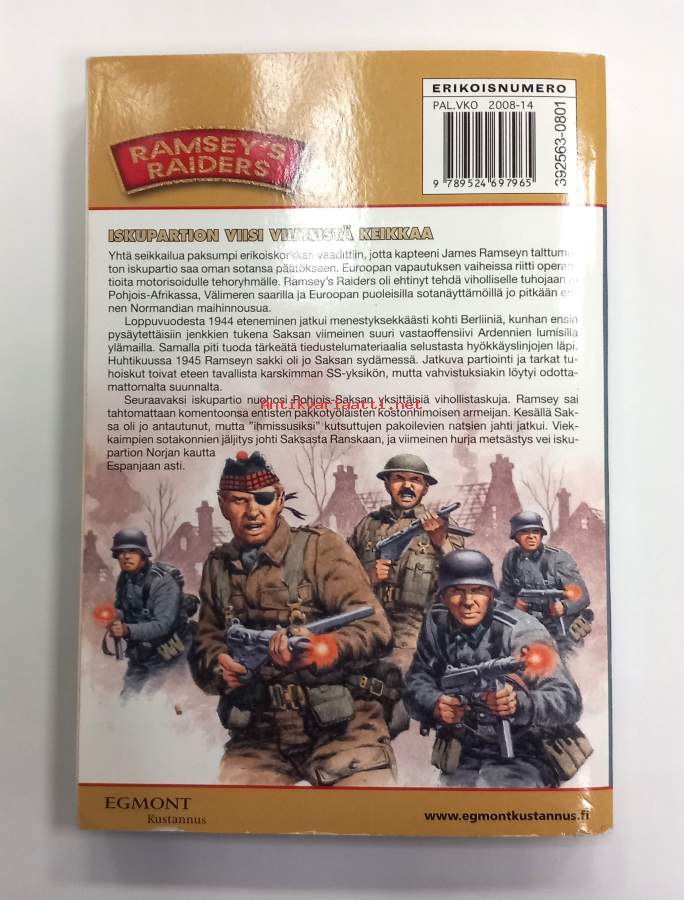 ERIKOISNUMERO
PAL.VKO 2008-14
9 789524 697965
392563-0801
RAMSEY'S
RAIDERS
ISKUPARTION VIISI VIIMEISTÄ KEIKKAA
Yhtä seikkailua paksumpi erikoiskorkkari vaadittiin, jotta kapteeni James Ramseyn talttuma-
ton iskupartio saa oman sotansa päätökseen. Euroopan vapautuksen vaiheissa riitti operaa-
tioita motorisoidulle tehoryhmälle. Ramsey's Raiders oli ehtinyt tehdä viholliselle tuhojaan jo
Pohjois-Afrikassa, Välimeren saarilla ja Euroopan puoleisilla sotanäyttämöillä jo pitkään en-
nen Normandian maihinnousua.
Loppuvuodesta 1944 eteneminen jatkui menestyksekkäästi kohti Berliiniä, kunhan ensin
pysäytettäisiin jenkkien tukena Saksan viimeinen suuri vastaoffensiivi Ardennien lumisilla
ylämailla. Samalla piti tuoda tärkeätä tiedustelumateriaalia selustasta hyökkäyslinjojen läpi.
Huhtikuussa 1945 Ramseyn sakki oli jo Saksan sydämessä. Jatkuva partiointi ja tarkat tu-
hoiskut toivat eteen tavallista karskimman SS-yksikön, mutta vahvistuksiakin löytyi odotta-
mattomalta suunnalta.
Seuraavaksi iskupartio nuohosi Pohjois-Saksan yksittäisiä vihollistaskuja. Ramsey sai
tahtomattaan komentoonsa entisten pakkotyöläisten kostonhimoisen armeijan. Kesällä Sak-
sa oli jo antautunut, mutta "ihmissusiksi" kutsuttujen pakoilevien natsien jahti jatkui. Viek-
kaimpien sotakonnien jäljitys johti Saksasta Ranskaan, ja viimeinen hurja metsästys vei isku-
partion Norjan kautta
Espanjaan asti.
Antikvariaatti.net
EGMONT
Kustannus
www.egmontkustannus.fi